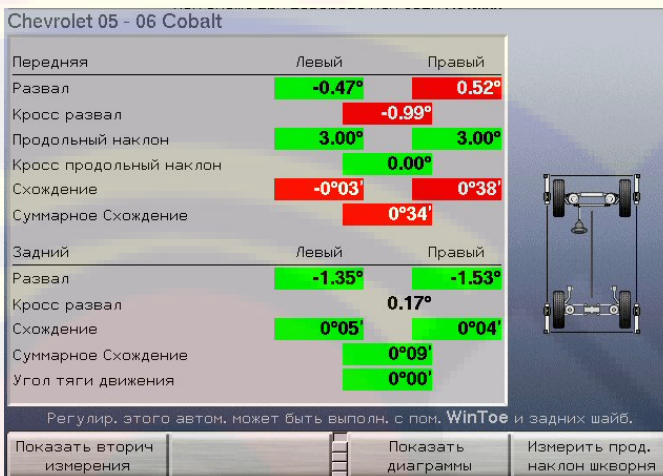 Chevrolet 05 - 06 Cobalt
Передняя Левый Правый
Развал -0.47° 0.52°
Кросс развал -0.99°
Продольный наклон 3.00° 3.00°
Кросс продольный наклон 0.00°
Схождение -0°03' 0°38'
Суммарное Схождение 0°34'
Задний Левый Правый
Развал -1.35° -1.53°
Кросс развал 0.17°
Схождение 0°05' 0°04'
Суммарное Схождение 0°09'
Угол тяги движения 0°00'
Регулир. этого автом. может быть выполн. с пом. WinToe и задних шайб.
Показать вторич измерения
Показать диаграммы
Измерить прод. наклон шкворня